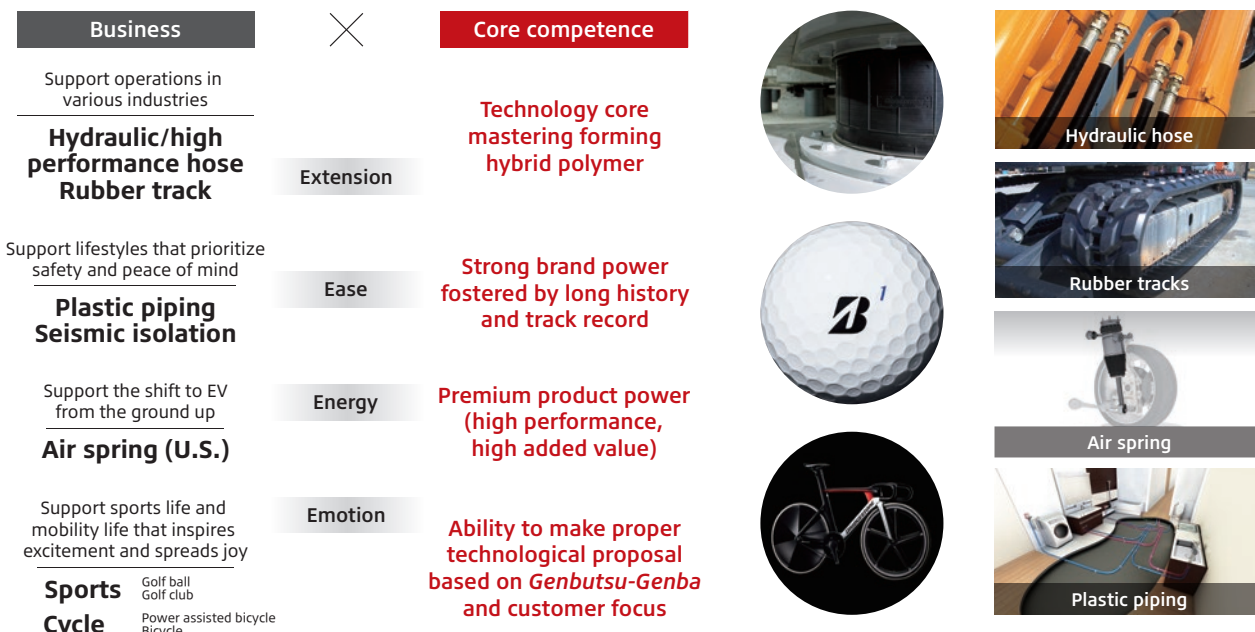 Business
Core competence
Support operations in
various industries
Hydraulic/high
performance hose
Rubber track
Support lifestyles that prioritize
safety and peace of mind
Plastic piping
Seismic isolation
Support the shift to EV
from the ground up
Air spring (U.S.)
Support sports life and
mobility life that inspires
excitement and spreads joy
Sports
Golf ball
Golf club
Cycle
Power assisted bicycle
Bicycle
Extension
Ease
Energy
Emotion
Technology core
mastering forming
hybrid polymer
Strong brand power
fostered by long history
and track record
Premium product power
(high performance,
high added value)
Ability to make proper
technological proposal
based on Genbutsu-Genba
and customer focus
B 1
Hydraulic hose
Rubber tracks
Air spring
Plastic piping